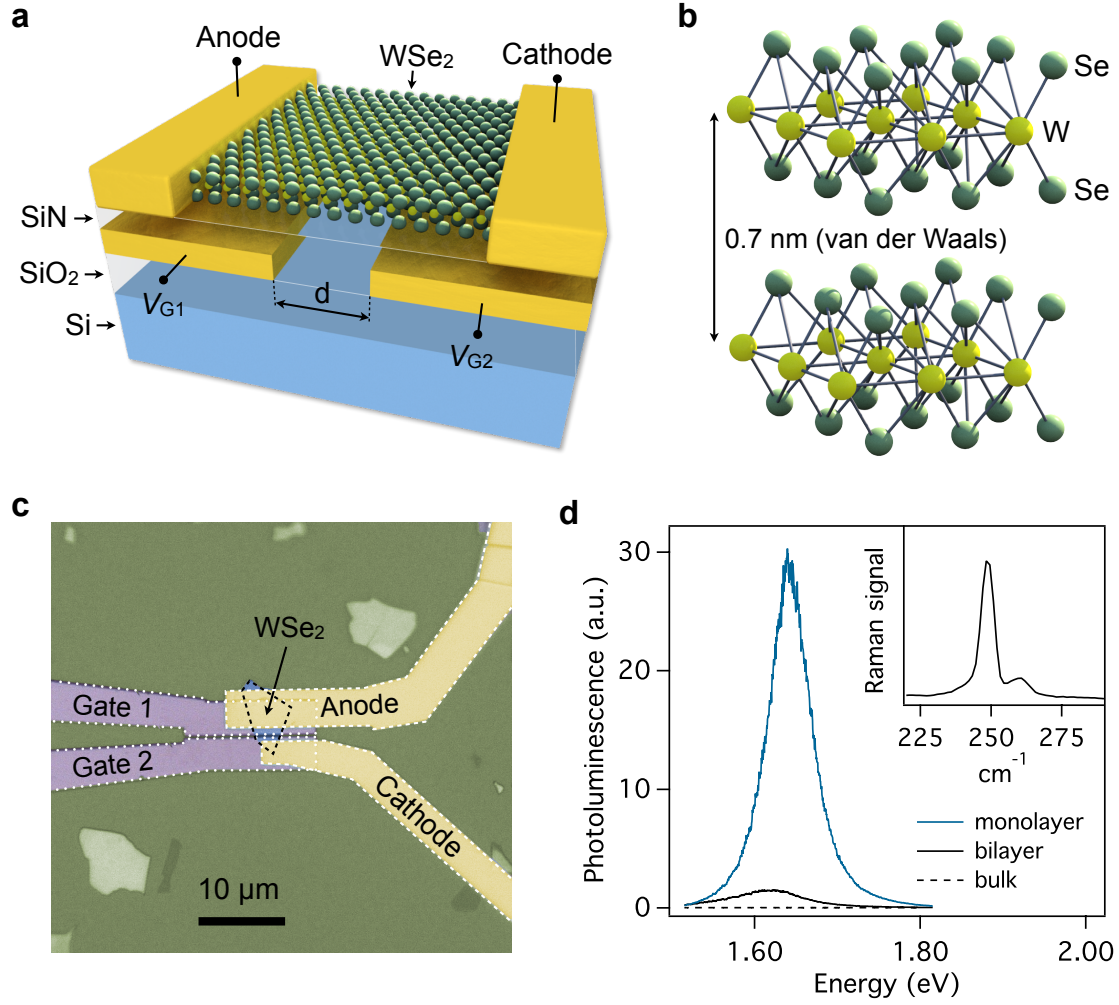 a
Anode
WSe₂
Cathode
SiN
SiO₂
Si
V_G1
d
V_G2
b
Se
W
Se
0.7 nm (van der Waals)
c
WSe₂
Gate 1
Anode
Gate 2
Cathode
10 µm
d
Photoluminescence (a.u.)
30
20
10
0
1.60
1.80
2.00
Energy (eV)
Raman signal
225
250
275
cm⁻¹
monolayer
bilayer
bulk